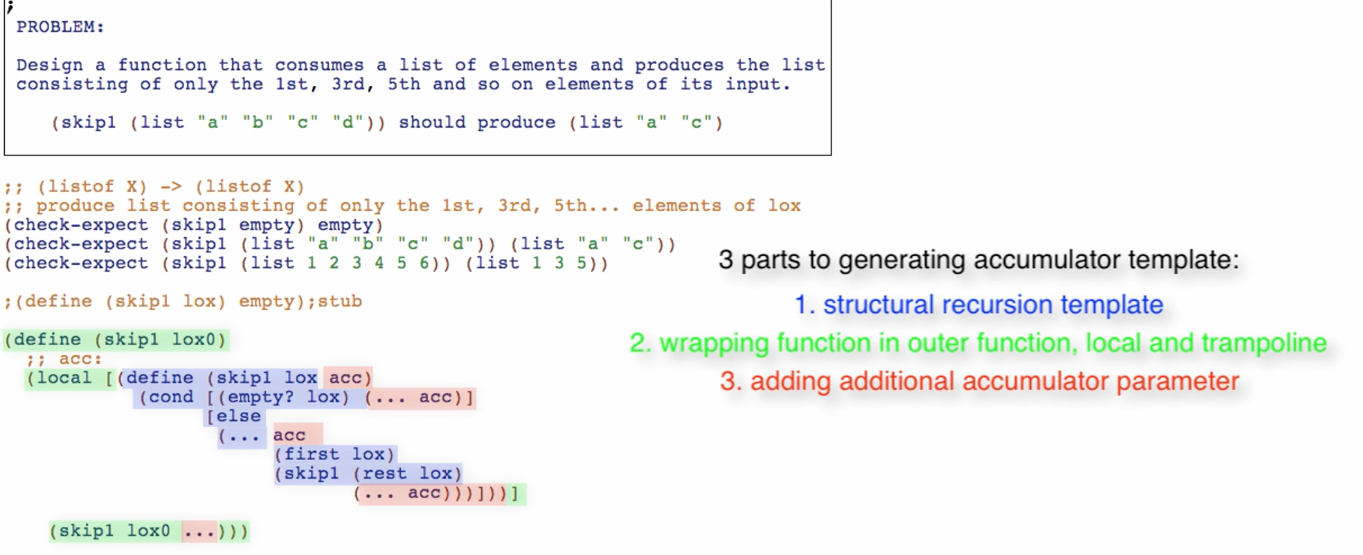 ;
PROBLEM:
Design a function that consumes a list of elements and produces the list
consisting of only the 1st, 3rd, 5th and so on elements of its input.
(skip1 (list "a" "b" "c" "d")) should produce (list "a" "c")
;; (listof X) -> (listof X)
;; produce list consisting of only the 1st, 3rd, 5th... elements of lox
(check-expect (skip1 empty) empty)
(check-expect (skip1 (list "a" "b" "c" "d")) (list "a" "c"))
(check-expect (skip1 (list 1 2 3 4 5 6)) (list 1 3 5))
;(define (skip1 lox) empty);stub
(define (skip1 lox0)
;; acc:
(local [(define (skip1 lox acc)
(cond [(empty? lox) (... acc)]
[else
(... acc
(first lox)
(skip1 (rest lox)
(... acc)))]))]
(skip1 lox0 ...)))
3 parts to generating accumulator template:
1. structural recursion template
2. wrapping function in outer function, local and trampoline
3. adding additional accumulator parameter